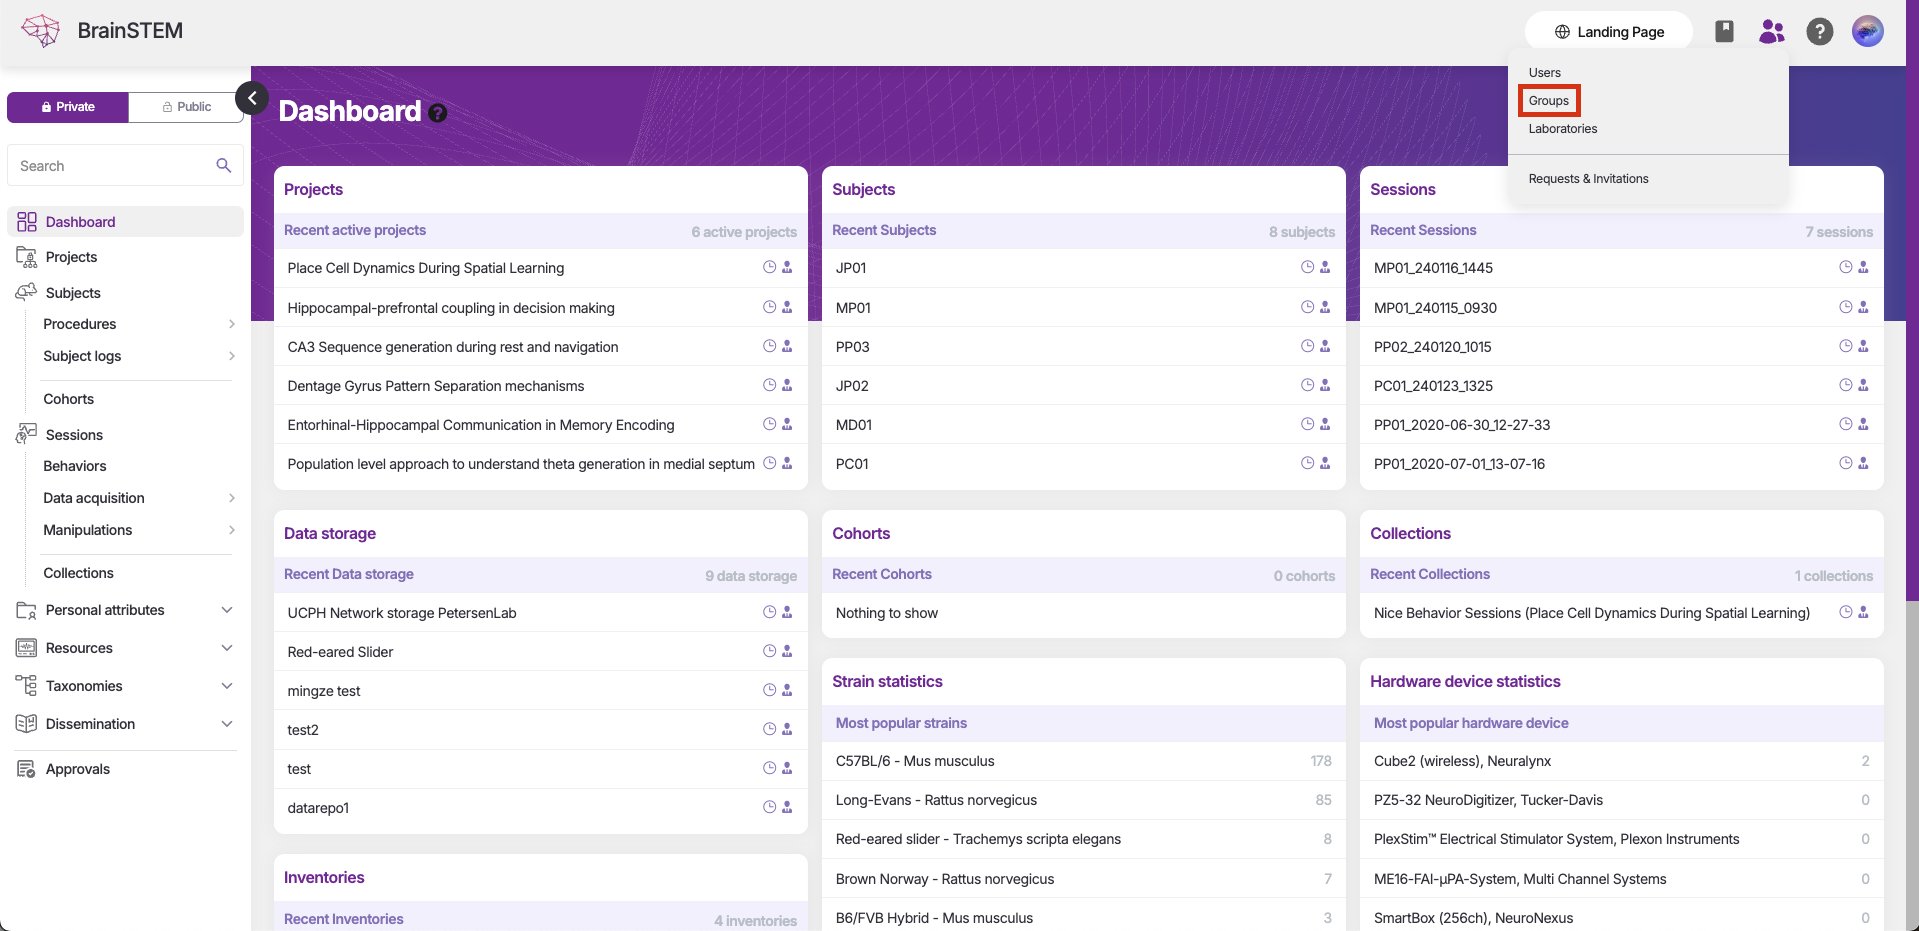 BrainSTEM
Landing Page
Users
Groups
Laboratories
Requests & Invitations
Private
Public
Search
Dashboard
Projects
Subjects
Procedures
Subject logs
Cohorts
Sessions
Behaviors
Data acquisition
Manipulations
Collections
Personal attributes
Resources
Taxonomies
Dissemination
Approvals
Dashboard
Projects
Recent active projects 6 active projects
Place Cell Dynamics During Spatial Learning
Hippocampal-prefrontal coupling in decision making
CA3 Sequence generation during rest and navigation
Dentage Gyrus Pattern Separation mechanisms
Entorhinal-Hippocampal Communication in Memory Encoding
Population level approach to understand theta generation in medial septum
Subjects
Recent Subjects 8 subjects
JP01
MP01
PP03
JP02
MD01
PC01
Sessions
Recent Sessions 7 sessions
MP01_240116_1445
MP01_240115_0930
PP02_240120_1015
PC01_240123_1325
PP01_2020-06-30_12-27-33
PP01_2020-07-01_13-07-16
Data storage
Recent Data storage 9 data storage
UCPH Network storage PetersenLab
Red-eared Slider
mingze test
test2
test
datarepo1
Cohorts
Recent Cohorts 0 cohorts
Nothing to show
Collections
Recent Collections 1 collections
Nice Behavior Sessions (Place Cell Dynamics During Spatial Learning)
Strain statistics
Most popular strains
C57BL/6 - Mus musculus 178
Long-Evans - Rattus norvegicus 85
Red-eared slider - Trachemys scripta elegans 8
Brown Norway - Rattus norvegicus 7
B6/FVB Hybrid - Mus musculus 3
Hardware device statistics
Most popular hardware device
Cube2 (wireless), Neuralynx 2
PZ5-32 NeuroDigitizer, Tucker-Davis 0
PlexStim™ Electrical Stimulator System, Plexon Instruments 0
ME16-FAI-μPA-System, Multi Channel Systems 0
SmartBox (256ch), NeuroNexus 0
Inventories
Recent Inventories 4 inventories